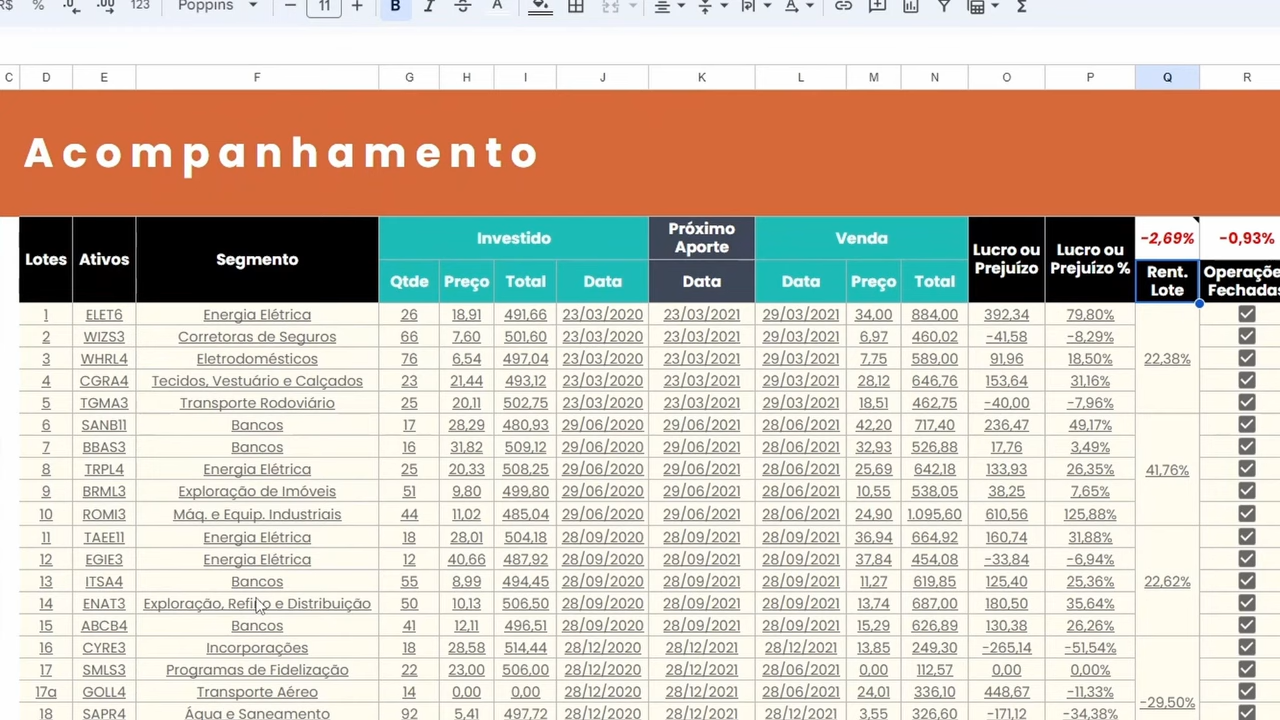 R$ % .0 .00 123 Poppins 11 B I S A
C D E F G H I J K L M N O P Q R
Acompanhamento
Lotes Ativos Segmento Investido Próximo Aporte Venda Lucro ou Prejuízo Lucro ou Prejuízo % -2,69% -0,93%
Qtde Preço Total Data Data Data Preço Total Rent. Lote Operaçõe Fechadas
1 ELET6 Energia Elétrica 26 18,91 491,66 23/03/2020 23/03/2021 29/03/2021 34,00 884,00 392,34 79,80%
2 WIZS3 Corretoras de Seguros 66 7,60 501,60 23/03/2020 23/03/2021 29/03/2021 6,97 460,02 -41,58 -8,29%
3 WHRL4 Eletrodomésticos 76 6,54 497,04 23/03/2020 23/03/2021 29/03/2021 7,75 589,00 91,96 18,50% 22,38%
4 CGRA4 Tecidos, Vestuário e Calçados 23 21,44 493,12 23/03/2020 23/03/2021 29/03/2021 28,12 646,76 153,64 31,16%
5 TGMA3 Transporte Rodoviário 25 20,11 502,75 23/03/2020 23/03/2021 29/03/2021 18,51 462,75 -40,00 -7,96%
6 SANB11 Bancos 17 28,29 480,93 29/06/2020 29/06/2021 28/06/2021 42,20 717,40 236,47 49,17%
7 BBAS3 Bancos 16 31,82 509,12 29/06/2020 29/06/2021 28/06/2021 32,93 526,88 17,76 3,49%
8 TRPL4 Energia Elétrica 25 20,33 508,25 29/06/2020 29/06/2021 28/06/2021 25,69 642,18 133,93 26,35% 41,76%
9 BRML3 Exploração de Imóveis 51 9,80 499,80 29/06/2020 29/06/2021 28/06/2021 10,55 538,05 38,25 7,65%
10 ROMI3 Máq. e Equip. Industriais 44 11,02 485,04 29/06/2020 29/06/2021 28/06/2021 24,90 1.095,60 610,56 125,88%
11 TAEE11 Energia Elétrica 18 28,01 504,18 28/09/2020 28/09/2021 28/09/2021 36,94 664,92 160,74 31,88%
12 EGIE3 Energia Elétrica 12 40,66 487,92 28/09/2020 28/09/2021 28/09/2021 37,84 454,08 -33,84 -6,94%
13 ITSA4 Bancos 55 8,99 494,45 28/09/2020 28/09/2021 28/09/2021 11,27 619,85 125,40 25,36% 22,62%
14 ENAT3 Exploração, Refino e Distribuição 50 10,13 506,50 28/09/2020 28/09/2021 28/09/2021 13,74 687,00 180,50 35,64%
15 ABCB4 Bancos 41 12,11 496,51 28/09/2020 28/09/2021 28/09/2021 15,29 626,89 130,38 26,26%
16 CYRE3 Incorporações 18 28,58 514,44 28/12/2020 28/12/2021 28/12/2021 13,85 249,30 -265,14 -51,54%
17 SMLS3 Programas de Fidelização 22 23,00 506,00 28/12/2020 28/12/2021 28/06/2021 0,00 112,57 0,00 0,00%
17a GOLL4 Transporte Aéreo 14 0,00 0,00 28/12/2020 28/12/2021 28/06/2021 24,01 336,10 448,67 -11,33% -29,50%
18 SAPR4 Água e Saneamento 92 5,41 497,72 28/12/2020 28/12/2021 28/12/2021 3,55 326,60 -171,12 -34,38%